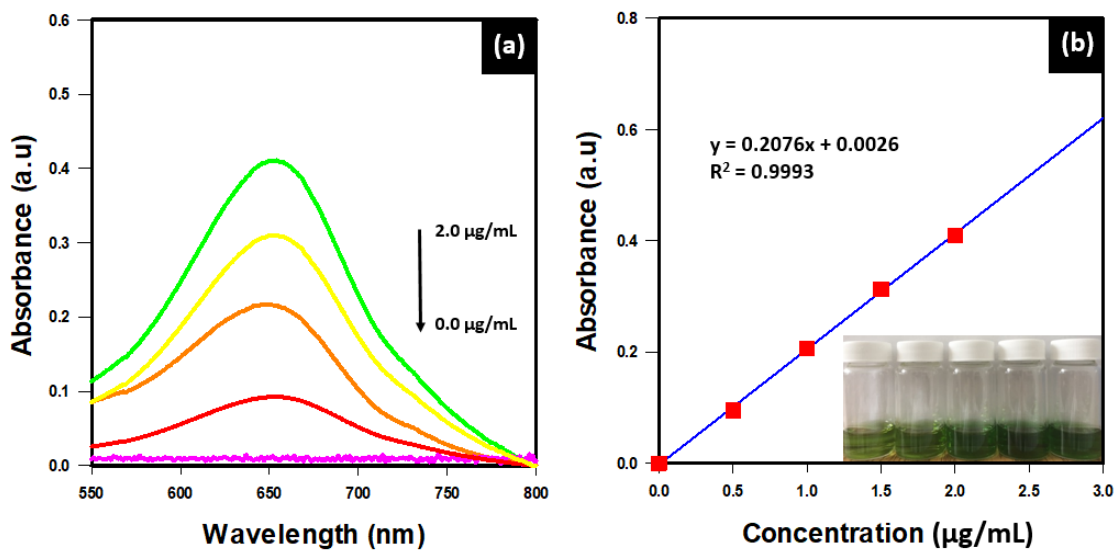 (a)
0.6
0.5
0.4
0.3
0.2
0.1
0.0
Absorbance (a.u)
2.0 µg/mL
0.0 µg/mL
550 600 650 700 750 800
Wavelength (nm)
(b)
0.8
0.6
0.4
0.2
0.0
Absorbance (a.u)
y = 0.2076x + 0.0026
R² = 0.9993
0.0 0.5 1.0 1.5 2.0 2.5 3.0
Concentration (µg/mL)